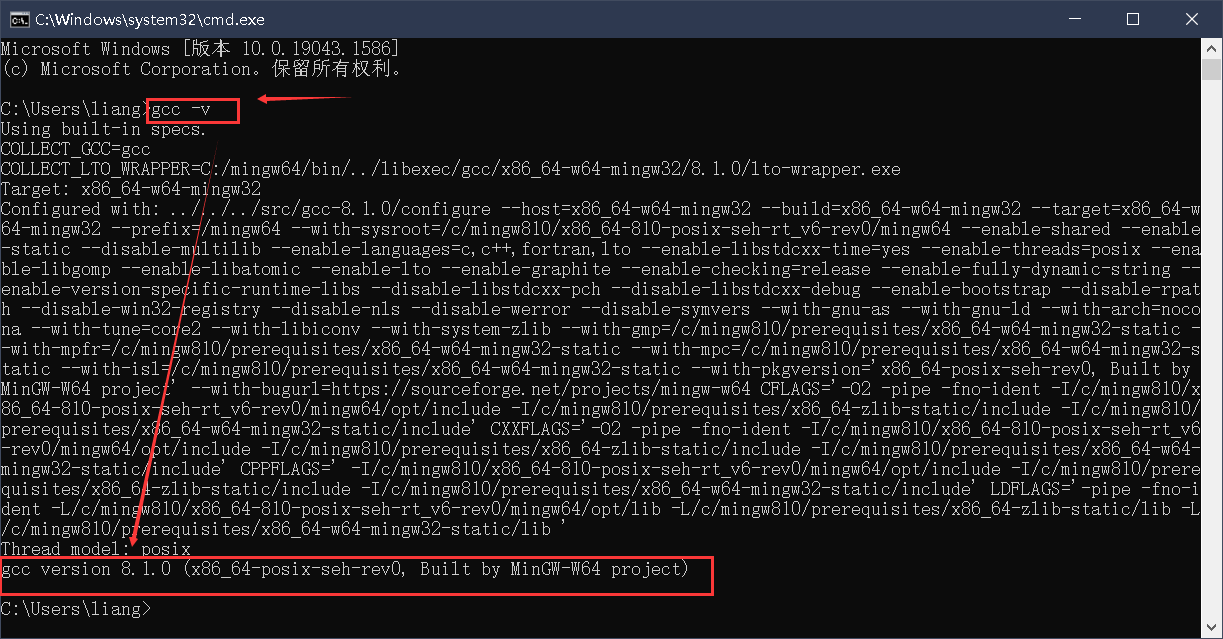 C:\Windows\system32\cmd.exe
Microsoft Windows [版本 10.0.19043.1586]
(c) Microsoft Corporation。保留所有权利。
C:\Users\liang>gcc -v
Using built-in specs.
COLLECT_GCC=gcc
COLLECT_LTO_WRAPPER=C:/mingw64/bin/../libexec/gcc/x86_64-w64-mingw32/8.1.0/lto-wrapper.exe
Target: x86_64-w64-mingw32
Configured with: ../../../src/gcc-8.1.0/configure --host=x86_64-w64-mingw32 --build=x86_64-w64-mingw32 --target=x86_64-w
64-mingw32 --prefix=/mingw64 --with-sysroot=/c/mingw810/x86_64-810-posix-seh-rt_v6-rev0/mingw64 --enable-shared --enable
-static --disable-multilib --enable-languages=c,c++,fortran,lto --enable-libstdcxx-time=yes --enable-threads=posix --ena
ble-libgomp --enable-libatomic --enable-lto --enable-graphite --enable-checking=release --enable-fully-dynamic-string --
enable-version-specific-runtime-libs --disable-libstdcxx-pch --disable-libstdcxx-debug --enable-bootstrap --disable-rpat
h --disable-win32-registry --disable-nls --disable-werror --disable-symvers --with-gnu-as --with-gnu-ld --with-arch=noco
na --with-tune=core2 --with-libiconv --with-system-zlib --with-gmp=/c/mingw810/prerequisites/x86_64-w64-mingw32-static -
-with-mpfr=/c/mingw810/prerequisites/x86_64-w64-mingw32-static --with-mpc=/c/mingw810/prerequisites/x86_64-w64-mingw32-s
tatic --with-isl=/c/mingw810/prerequisites/x86_64-w64-mingw32-static --with-pkgversion='x86_64-posix-seh-rev0, Built by
MinGW-W64 project' --with-bugurl=https://sourceforge.net/projects/mingw-w64 CFLAGS='-O2 -pipe -fno-ident -I/c/mingw810/x
86_64-810-posix-seh-rt_v6-rev0/mingw64/opt/include -I/c/mingw810/prerequisites/x86_64-zlib-static/include -I/c/mingw810/
prerequisites/x86_64-w64-mingw32-static/include' CXXFLAGS='-O2 -pipe -fno-ident -I/c/mingw810/x86_64-810-posix-seh-rt_v6
-rev0/mingw64/opt/include -I/c/mingw810/prerequisites/x86_64-zlib-static/include -I/c/mingw810/prerequisites/x86_64-w64-
mingw32-static/include' CPPFLAGS=' -I/c/mingw810/x86_64-810-posix-seh-rt_v6-rev0/mingw64/opt/include -I/c/mingw810/prere
quisites/x86_64-zlib-static/include -I/c/mingw810/prerequisites/x86_64-w64-mingw32-static/include' LDFLAGS='-pipe -fno-i
dent -L/c/mingw810/x86_64-810-posix-seh-rt_v6-rev0/mingw64/opt/lib -L/c/mingw810/prerequisites/x86_64-zlib-static/lib -L
/c/mingw810/prerequisites/x86_64-w64-mingw32-static/lib '
Thread model: posix
gcc version 8.1.0 (x86_64-posix-seh-rev0, Built by MinGW-W64 project)
C:\Users\liang>